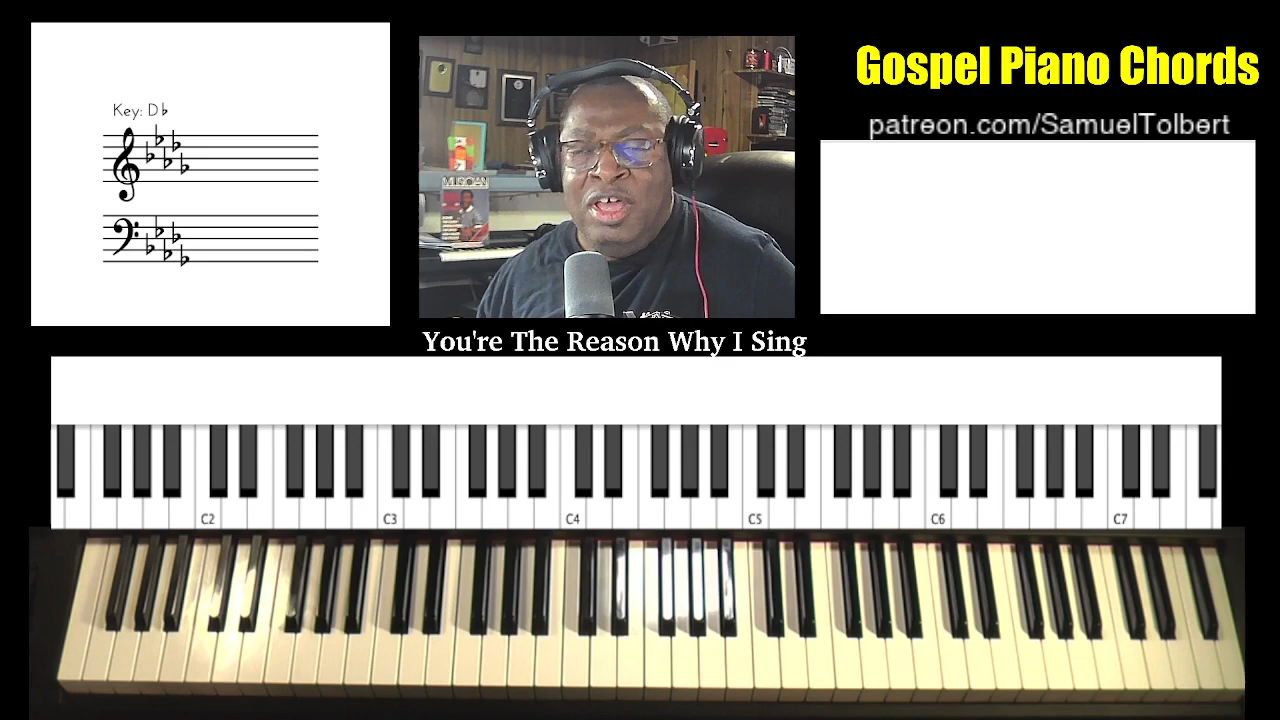 Key: D♭
Gospel Piano Chords
patreon.com/SamuelTolbert
You're The Reason Why I Sing
C2 C3 C4 C5 C6 C7